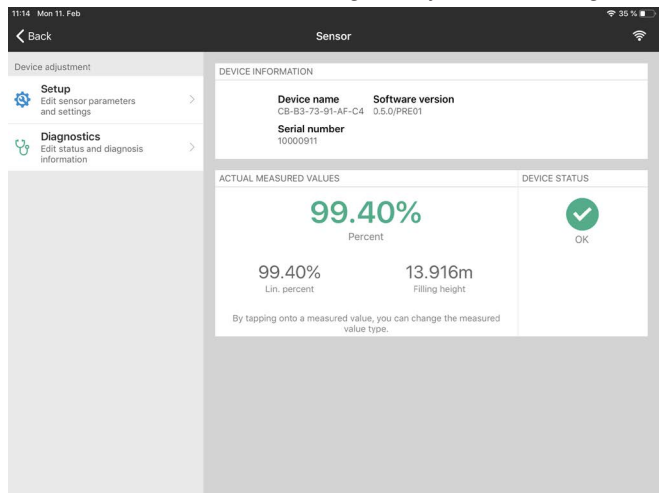 11:14 Mon 11. Feb
35 %
Back
Sensor
Device adjustment
Setup
Edit sensor parameters
and settings
Diagnostics
Edit status and diagnosis
information
DEVICE INFORMATION
Device name Software version
CB-B3-73-91-AF-C4 0.5.0/PRE01
Serial number
10000911
ACTUAL MEASURED VALUES
DEVICE STATUS
99.40%
Percent
OK
99.40% 13.916m
Lin. percent Filling height
By tapping onto a measured value, you can change the measured
value type.